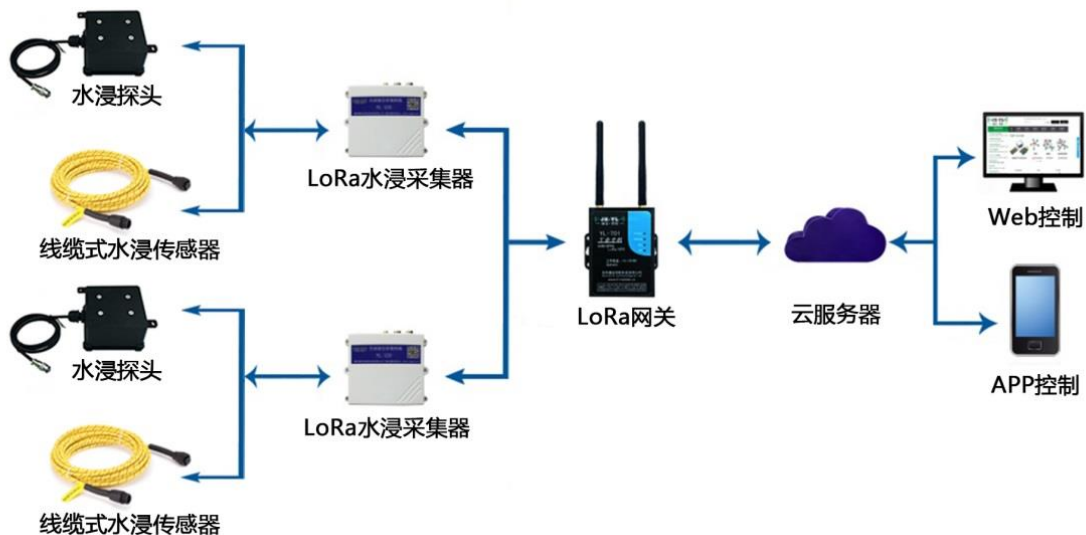 水浸探头
LoRa水浸采集器
线缆式水浸传感器
水浸探头
LoRa水浸采集器
线缆式水浸传感器
YL-701
LoRa网关
云服务器
Web控制
APP控制